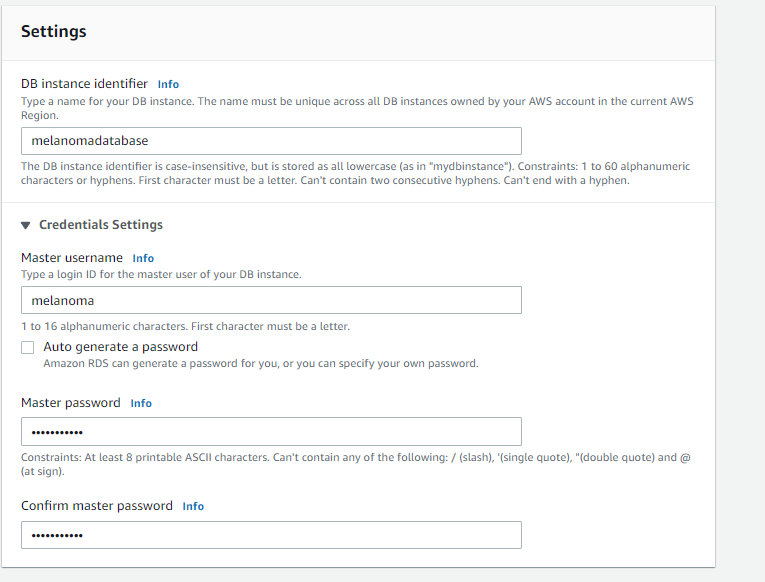 Settings
DB instance identifier Info
Type a name for your DB instance. The name must be unique across all DB instances owned by your AWS account in the current AWS
Region.
melanomadatabase
The DB instance identifier is case-insensitive, but is stored as all lowercase (as in "mydbinstance"). Constraints: 1 to 60 alphanumeric
characters or hyphens. First character must be a letter. Can't contain two consecutive hyphens. Can't end with a hyphen.
Credentials Settings
Master username Info
Type a login ID for the master user of your DB instance.
melanoma
1 to 16 alphanumeric characters. First character must be a letter.
Auto generate a password
Amazon RDS can generate a password for you, or you can specify your own password.
Master password Info
•••••••••••
Constraints: At least 8 printable ASCII characters. Can't contain any of the following: / (slash), '(single quote), "(double quote) and @
(at sign).
Confirm master password Info
•••••••••••